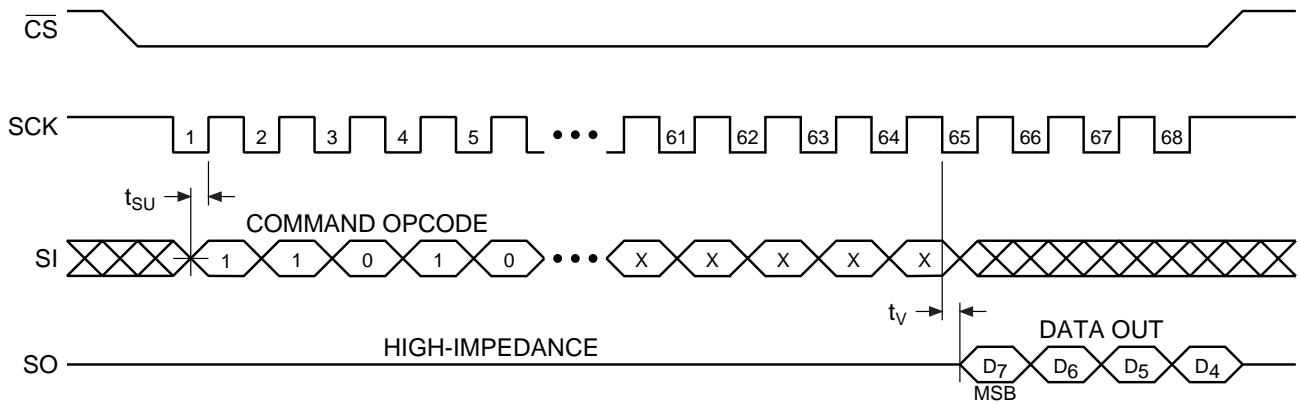 CS
SCK 1 2 3 4 5 ••• 61 62 63 64 65 66 67 68
tSU
COMMAND OPCODE
SI 1 1 0 1 0 ••• X X X X X
tV
HIGH-IMPEDANCE
DATA OUT
SO D7 D6 D5 D4
MSB